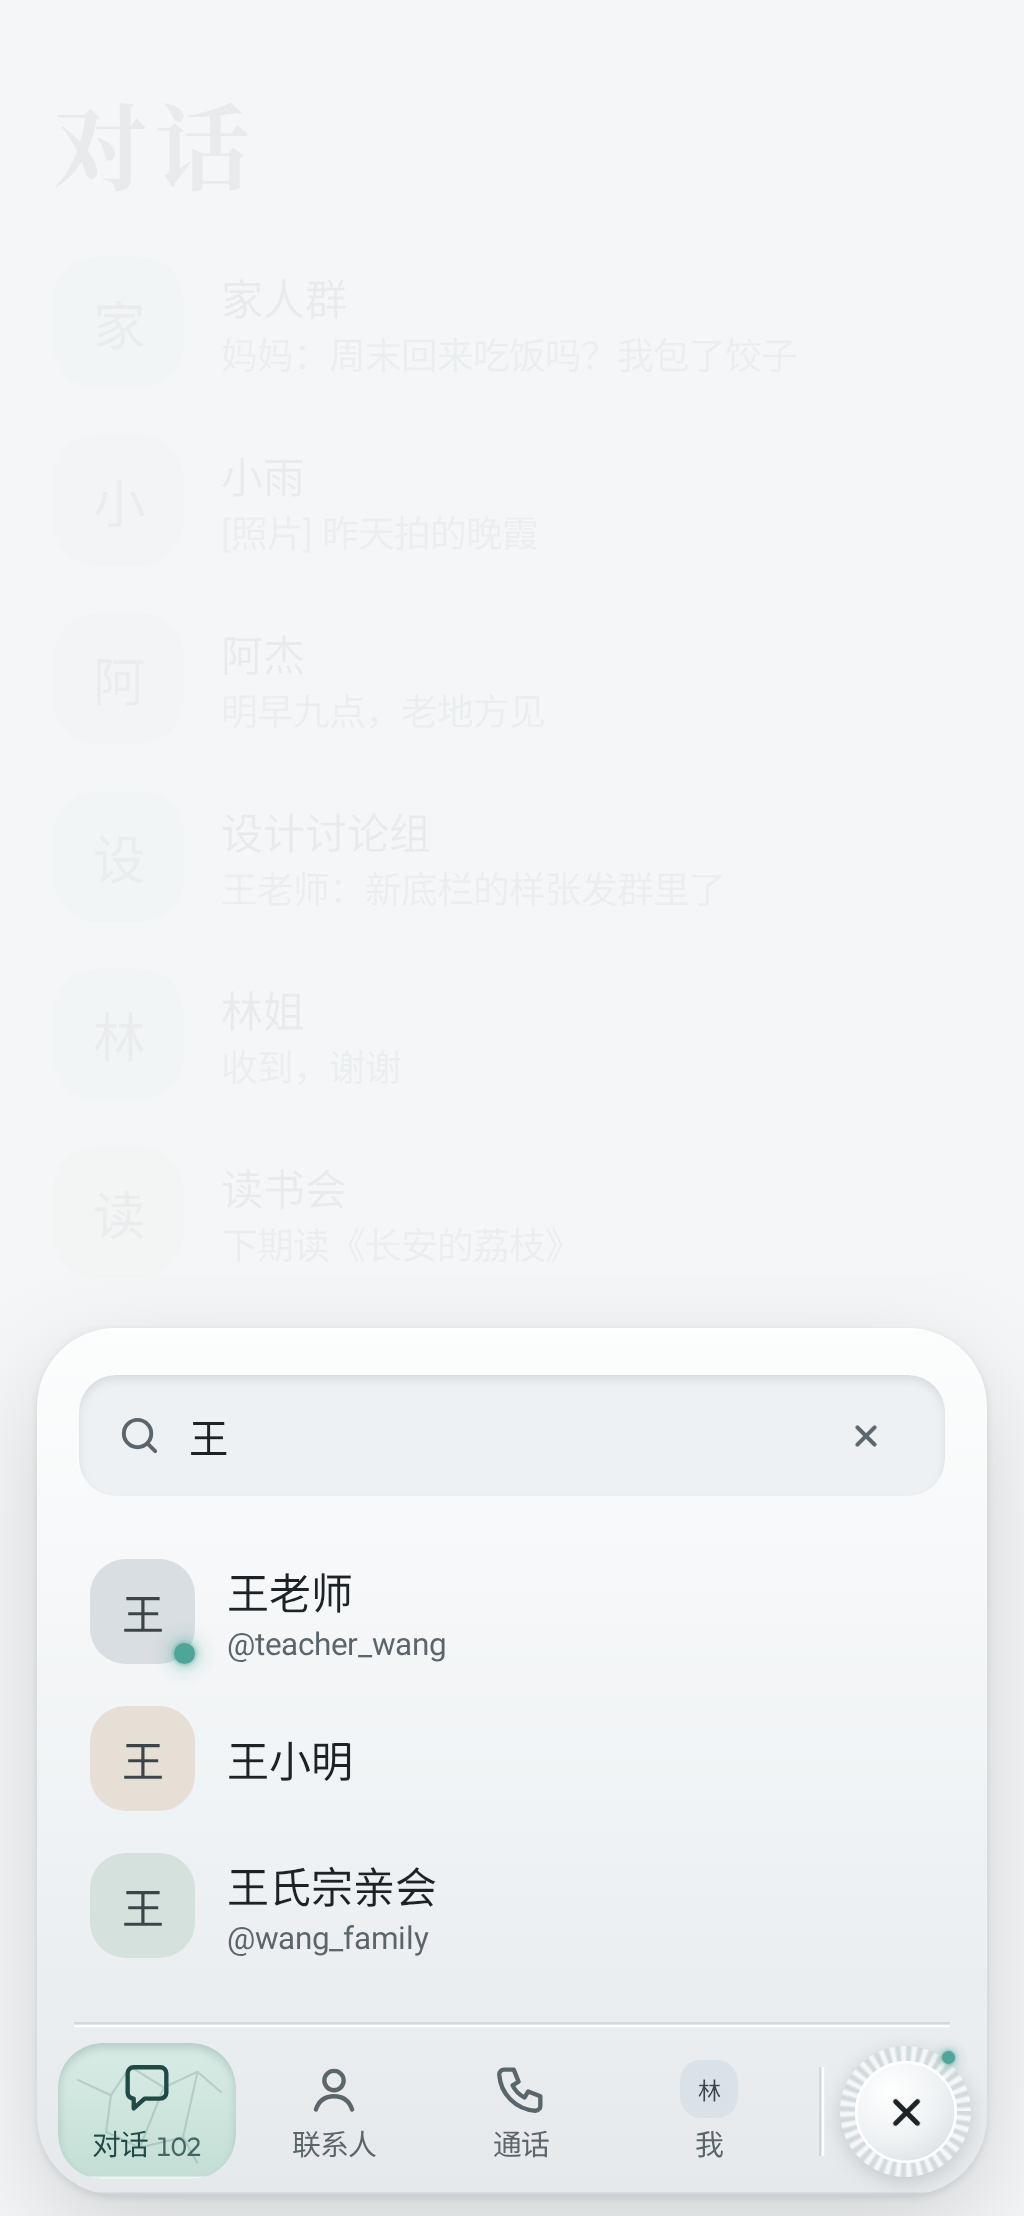 对话
家
家人群
妈妈：周末回来吃饭吗？我包了饺子
小
小雨
[照片] 昨天拍的晚霞
阿
阿杰
明早九点，老地方见
设
设计讨论组
王老师：新底栏的样张发群里了
林
林姐
收到，谢谢
读
读书会
下期读《长安的荔枝》
王
王
王老师
@teacher_wang
王
王小明
王
王氏宗亲会
@wang_family
对话 102
联系人
通话
林
我